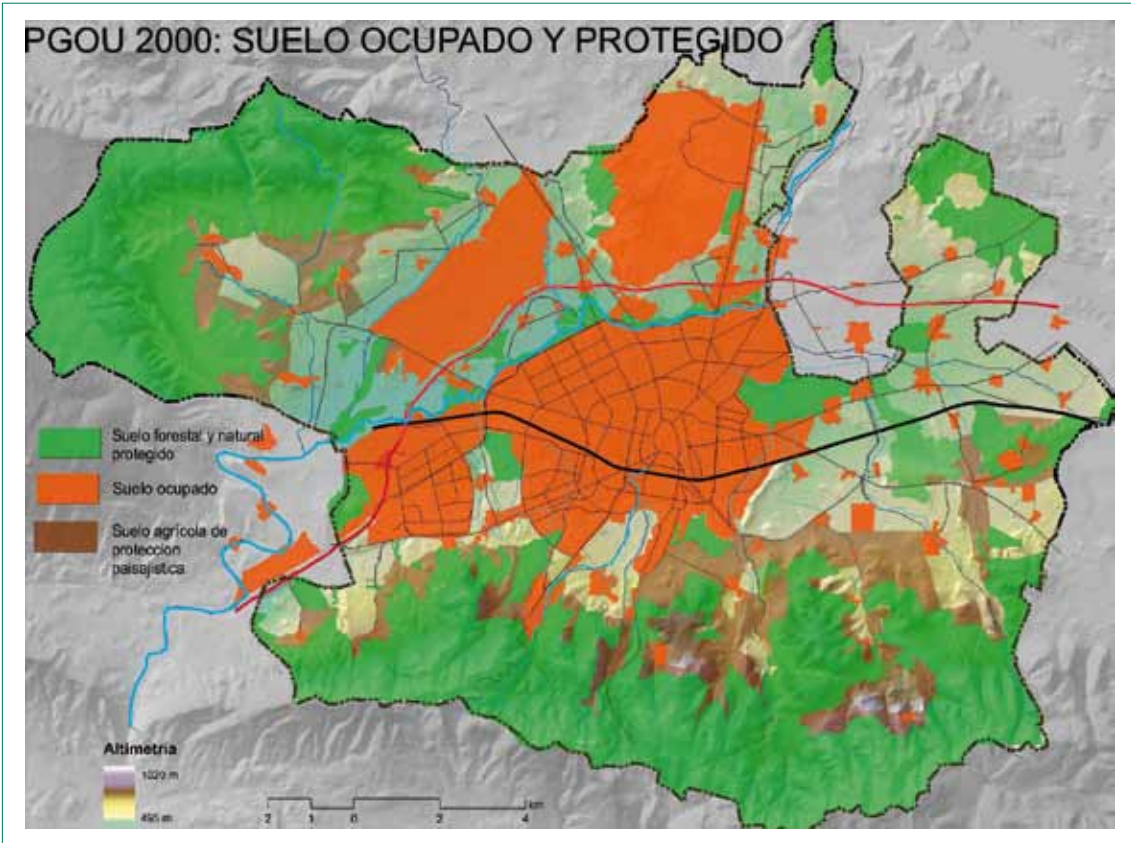 PGOU 2000: SUELO OCUPADO Y PROTEGIDO
Suelo forestal y natural
protegido
Suelo ocupado
Suelo agrícola de
protección
paisajística
Altimetría
1020 m
495 m
2 1 0 2 4 km